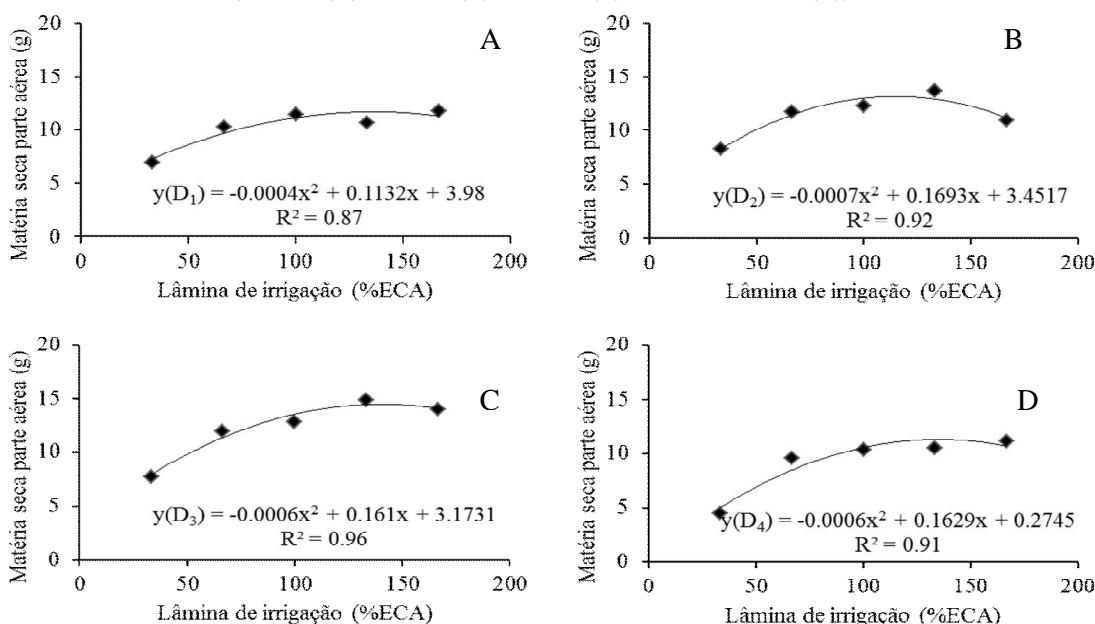 A
Matéria seca parte aérea (g)
20
15
10
5
0
y(D₁) = -0.0004x² + 0.1132x + 3.98
R² = 0.87
0 50 100 150 200
Lâmina de irrigação (%ECA)
B
Matéria seca parte aérea (g)
20
15
10
5
0
y(D₂) = -0.0007x² + 0.1693x + 3.4517
R² = 0.92
0 50 100 150 200
Lâmina de irrigação (%ECA)
C
Matéria seca parte aérea (g)
20
15
10
5
0
y(D₃) = -0.0006x² + 0.161x + 3.1731
R² = 0.96
0 50 100 150 200
Lâmina de irrigação (%ECA)
D
Matéria seca parte aérea (g)
20
15
10
5
0
y(D₄) = -0.0006x² + 0.1629x + 0.2745
R² = 0.91
0 50 100 150 200
Lâmina de irrigação (%ECA)